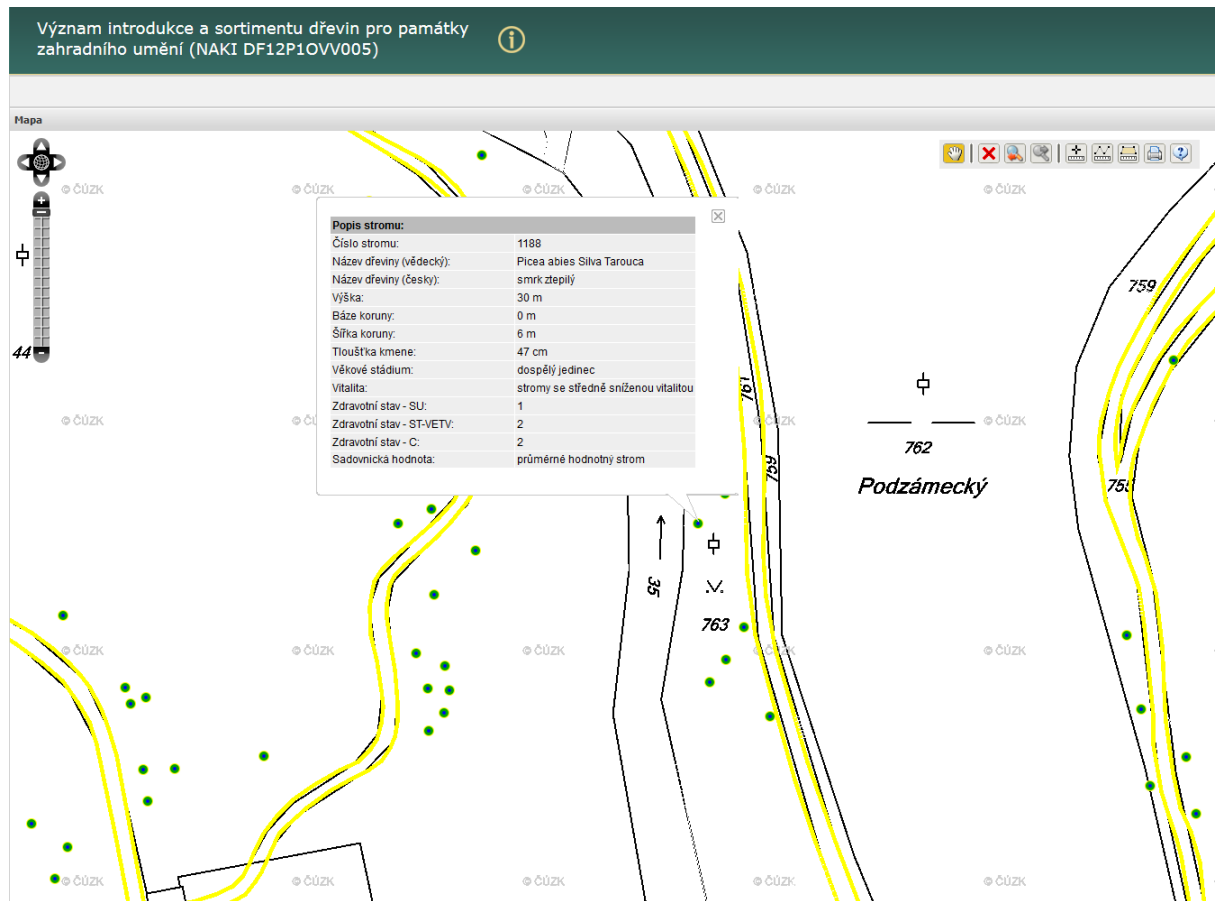 Význam introdukce a sortimentu dřevin pro památky
zahradního umění (NAKI DF12P1OVV005)
Mapa
© ČÚZK © ČÚZK © ČÚZK © ČÚZK © ČÚZK
Popis stromu:
Číslo stromu: 1188
Název dřeviny (vědecký): Picea abies Silva Tarouca
Název dřeviny (česky): smrk ztepilý
Výška: 30 m
Báze koruny: 0 m
Šířka koruny: 6 m
Tloušťka kmene: 47 cm
Věkové stádium: dospělý jedinec
Vitalita: stromy se středně sníženou vitalitou
Zdravotní stav - SU: 1
Zdravotní stav - ST-VETV: 2
Zdravotní stav - C: 2
Sadovnická hodnota: průměrně hodnotný strom
759
44
767
© ČÚZK © ČÚZK © ČÚZK
762
Podzámecký
35
763
© ČÚZK © ČÚZK © ČÚZK © ČÚZK © ČÚZK
© ČÚZK © ČÚZK © ČÚZK © ČÚZK © ČÚZK